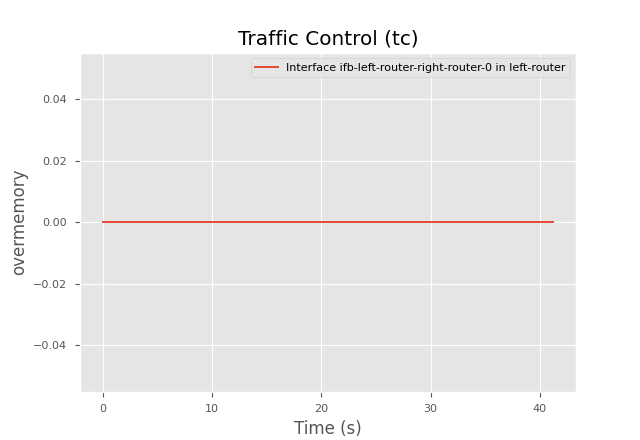 Traffic Control (tc)
Interface ifb-left-router-right-router-0 in left-router
overmemory
0.04
0.02
0.00
−0.02
−0.04
0 10 20 30 40
Time (s)